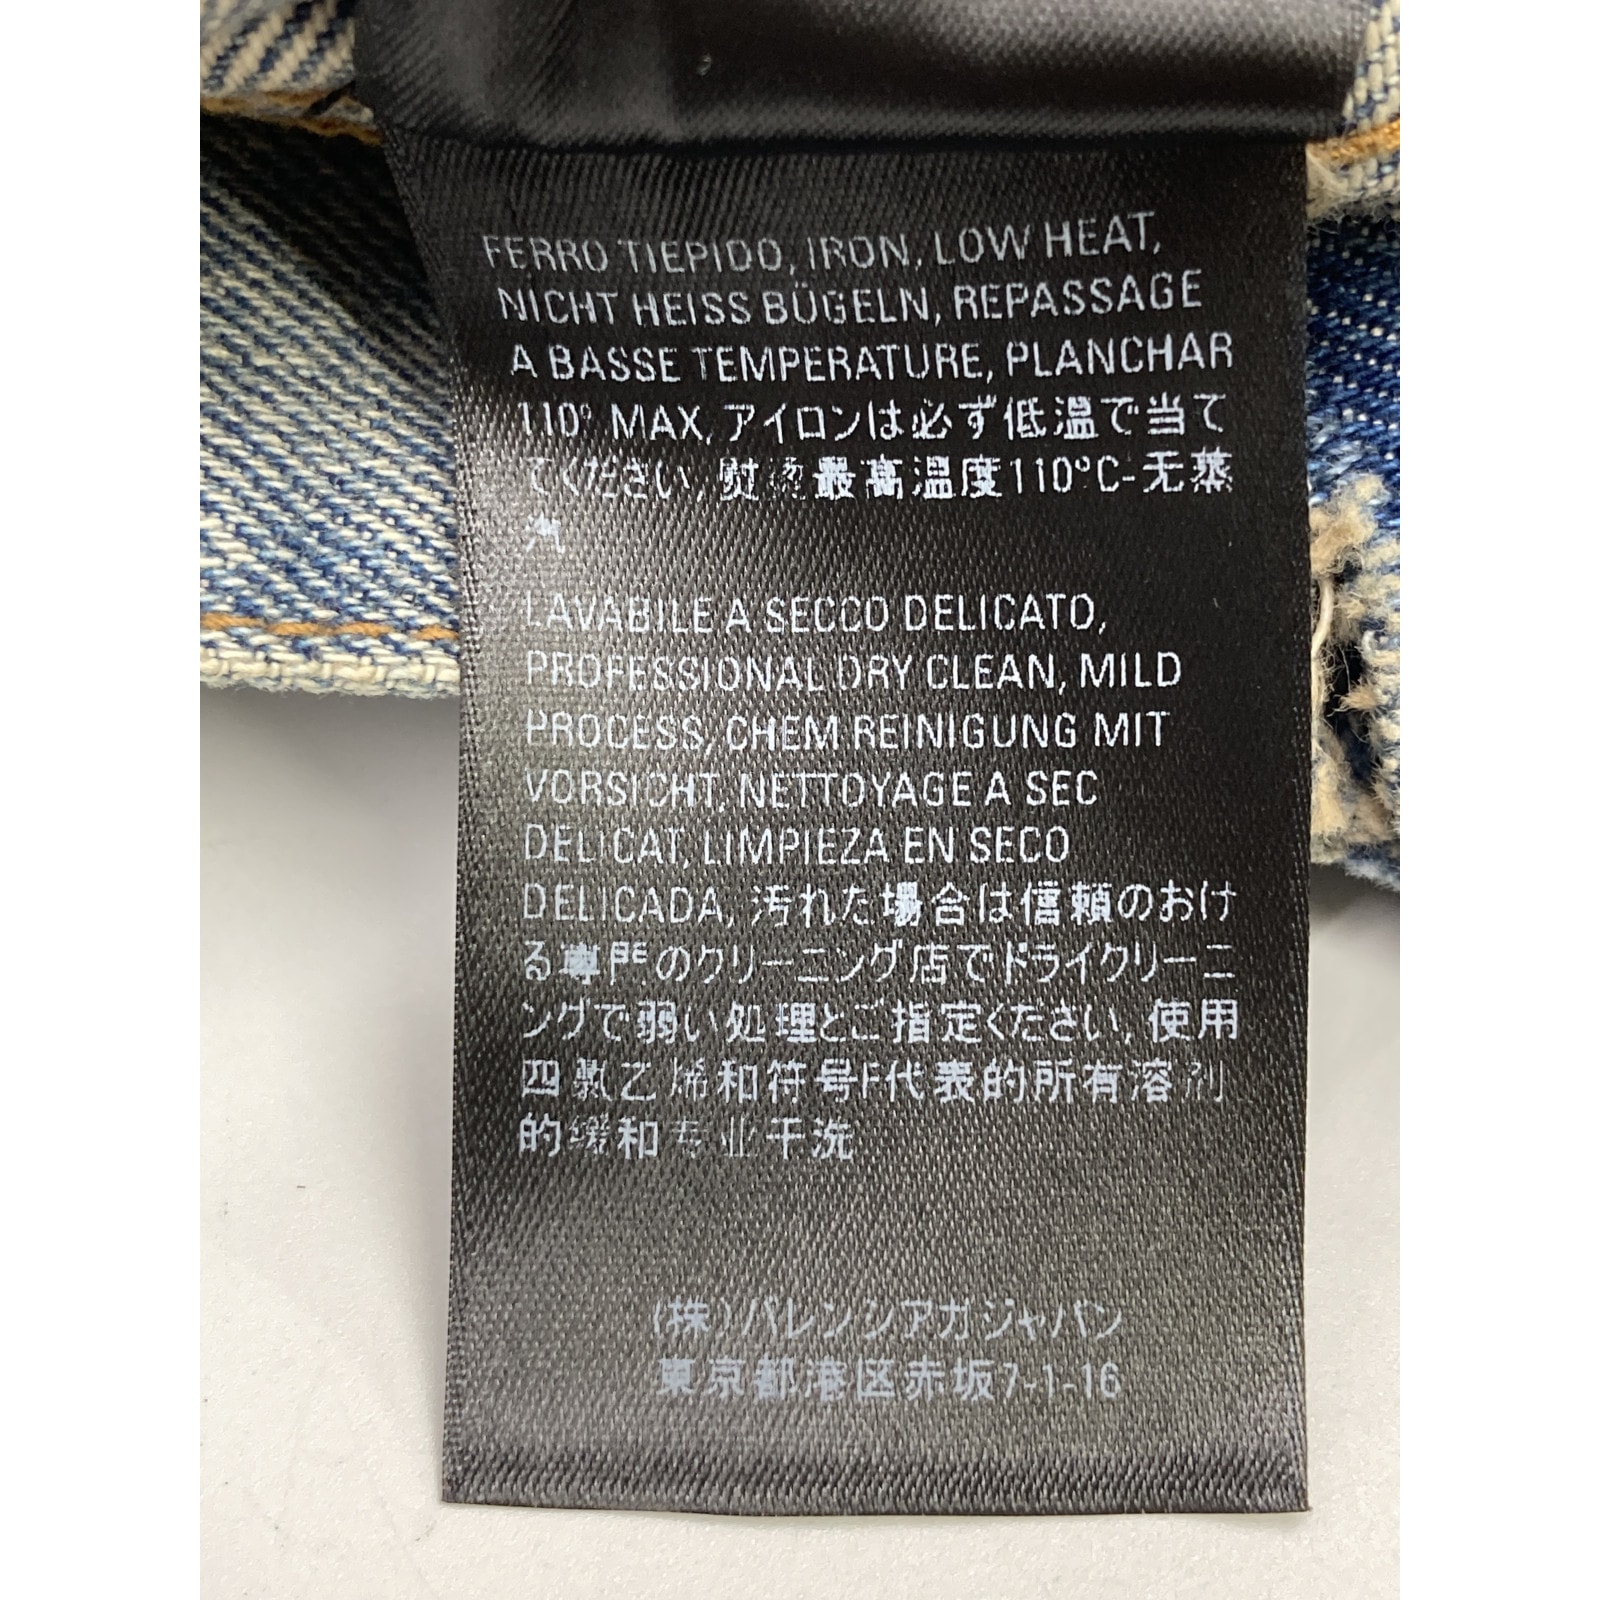 FERRO TIEPIDO, IRON, LOW HEAT,
NICHT HEISS BÜGELN, REPASSAGE
A BASSE TEMPERATURE, PLANCHAR
110° MAX, アイロンは必ず低温で当て
てください, 熨烫最高温度110°C-无蒸
汽
LAVABILE A SECCO DELICATO,
PROFESSIONAL DRY CLEAN, MILD
PROCESS, CHEM REINIGUNG MIT
VORSICHT, NETTOYAGE A SEC
DELICAT, LIMPIEZA EN SECO
DELICADA, 汚れた場合は信頼のおけ
る専門のクリーニング店でドライクリーニ
ングで弱い処理とご指定ください, 使用
四氯乙烯和符号F代表的所有溶剂
的缓和专业干洗
(株)バレンシアガジャパン
東京都港区赤坂7-1-16